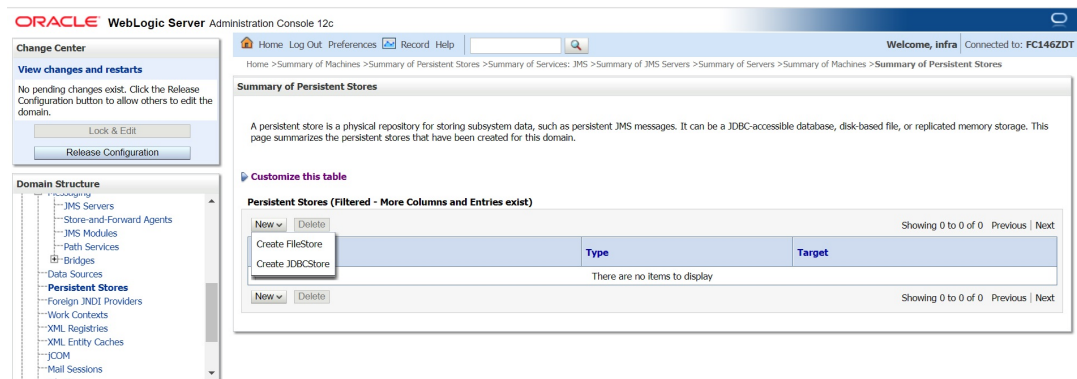 ORACLE WebLogic Server Administration Console 12c
Change Center
View changes and restarts
No pending changes exist. Click the Release
Configuration button to allow others to edit the
domain.
Lock & Edit
Release Configuration
Domain Structure
Messaging
JMS Servers
Store-and-Forward Agents
JMS Modules
Path Services
Bridges
Data Sources
Persistent Stores
Foreign JNDI Providers
Work Contexts
XML Registries
XML Entity Caches
jCOM
Mail Sessions
Home Log Out Preferences Record Help
Welcome, infra Connected to: FC146ZDT
Home >Summary of Machines >Summary of Persistent Stores >Summary of Services: JMS >Summary of JMS Servers >Summary of Servers >Summary of Machines >Summary of Persistent Stores
Summary of Persistent Stores
A persistent store is a physical repository for storing subsystem data, such as persistent JMS messages. It can be a JDBC-accessible database, disk-based file, or replicated memory storage. This
page summarizes the persistent stores that have been created for this domain.
Customize this table
Persistent Stores (Filtered - More Columns and Entries exist)
New Delete Showing 0 to 0 of 0 Previous | Next
Create FileStore
Create JDBCStore
Type Target
There are no items to display
New Delete Showing 0 to 0 of 0 Previous | Next